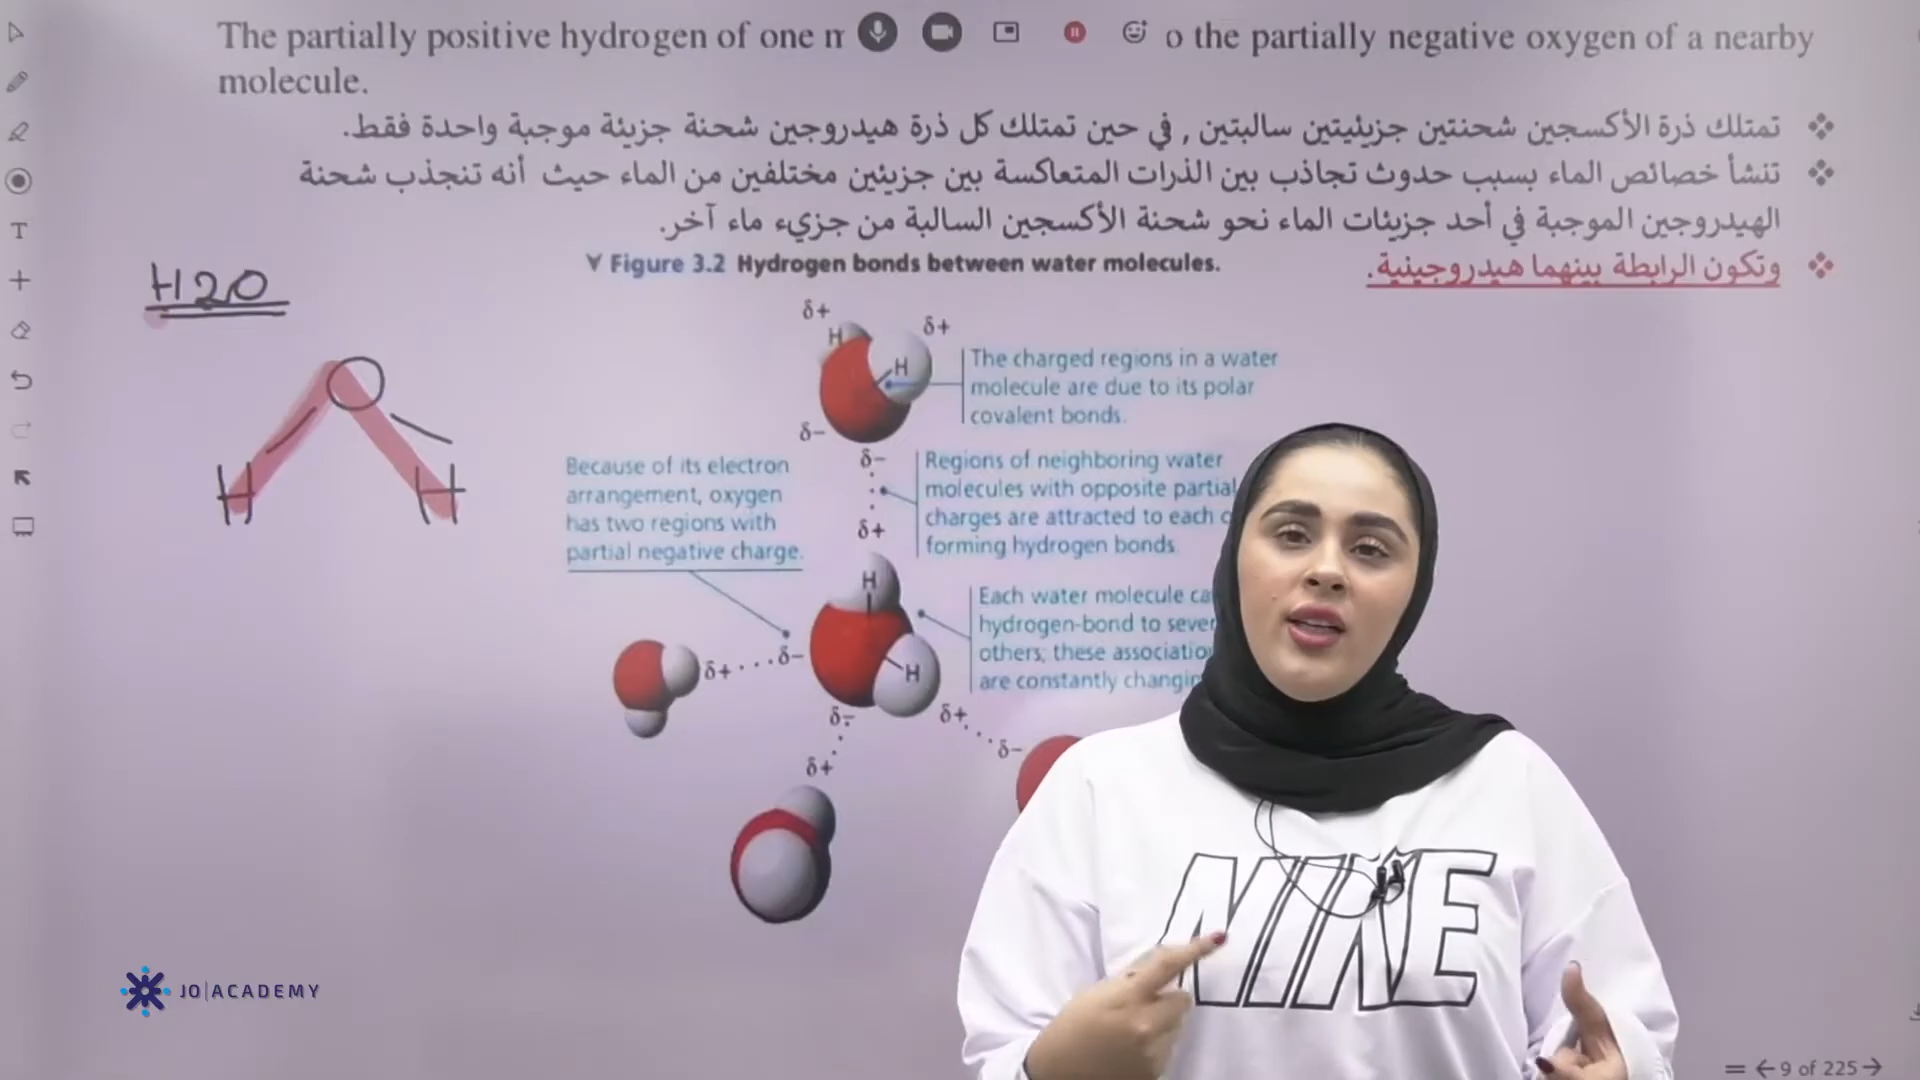 The partially positive hydrogen of one o the partially negative oxygen of a nearby
molecule.
❖ تمتلك ذرة الأكسجين شحنتين جزيئيتين سالبتين , في حين تمتلك كل ذرة هيدروجين شحنة جزيئة موجبة واحدة فقط.
❖ تنشأ خصائص الماء بسبب حدوث تجاذب بين الذرات المتعاكسة بين جزيئين مختلفين من الماء حيث أنه تنجذب شحنة
الهيدروجين الموجبة في أحد جزيئات الماء نحو شحنة الأكسجين السالبة من جزيء ماء آخر.
❖ وتكون الرابطة بينهما هيدروجينية.
Figure 3.2 Hydrogen bonds between water molecules.
H2O
O
H H
δ+
δ+
H
H
δ−
The charged regions in a water
molecule are due to its polar
covalent bonds.
δ−
δ+
Regions of neighboring water
molecules with opposite partial
charges are attracted to each
forming hydrogen bonds
Because of its electron
arrangement, oxygen
has two regions with
partial negative charge.
H
H
Each water molecule
hydrogen-bond to
others; these
are constantly
δ+ δ−
δ−
δ+
δ+
δ−
NIKE
JO|ACADEMY
9 of 225
T